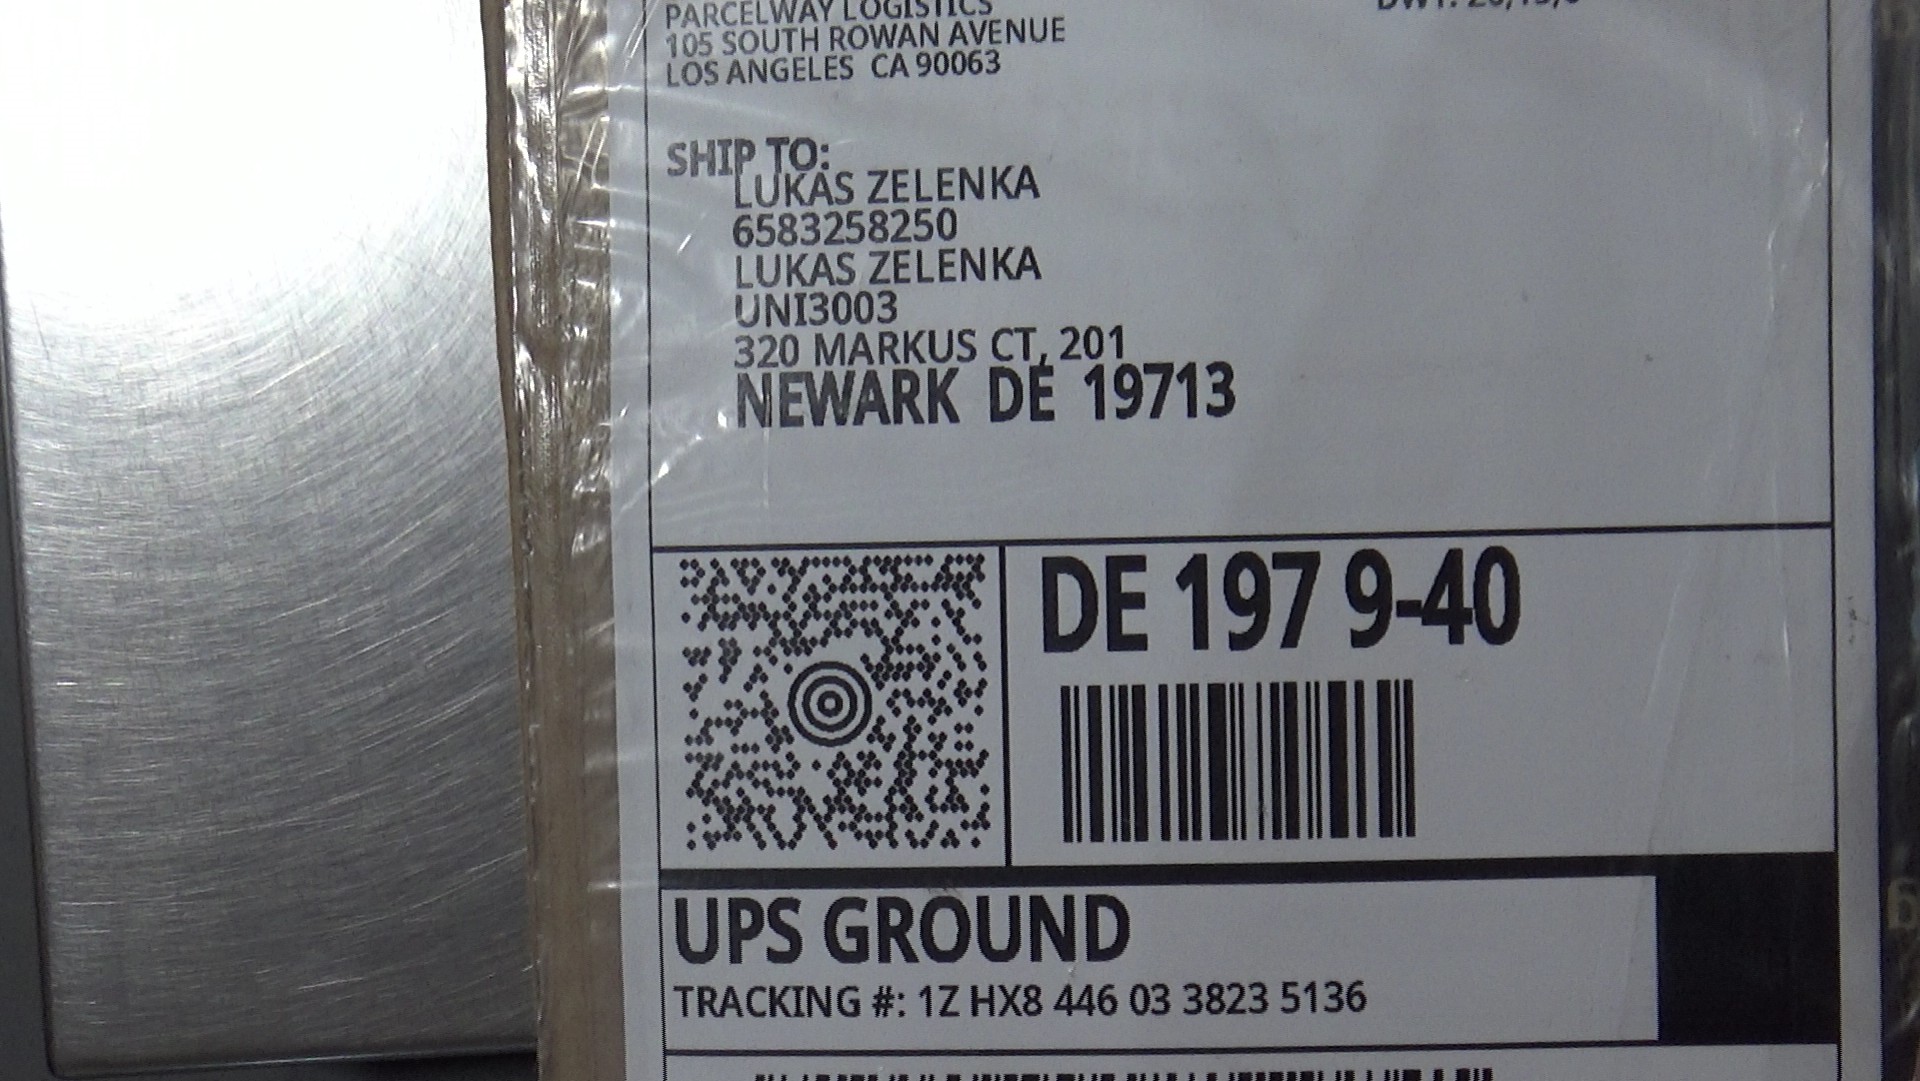 PARCELWAY LOGISTICS
105 SOUTH ROWAN AVENUE
LOS ANGELES CA 90063
SHIP TO:
LUKAS ZELENKA
6583258250
LUKAS ZELENKA
UNI3003
320 MARKUS CT, 201
NEWARK DE 19713
DE 197 9-40
UPS GROUND
TRACKING #: 1Z HX8 446 03 3823 5136